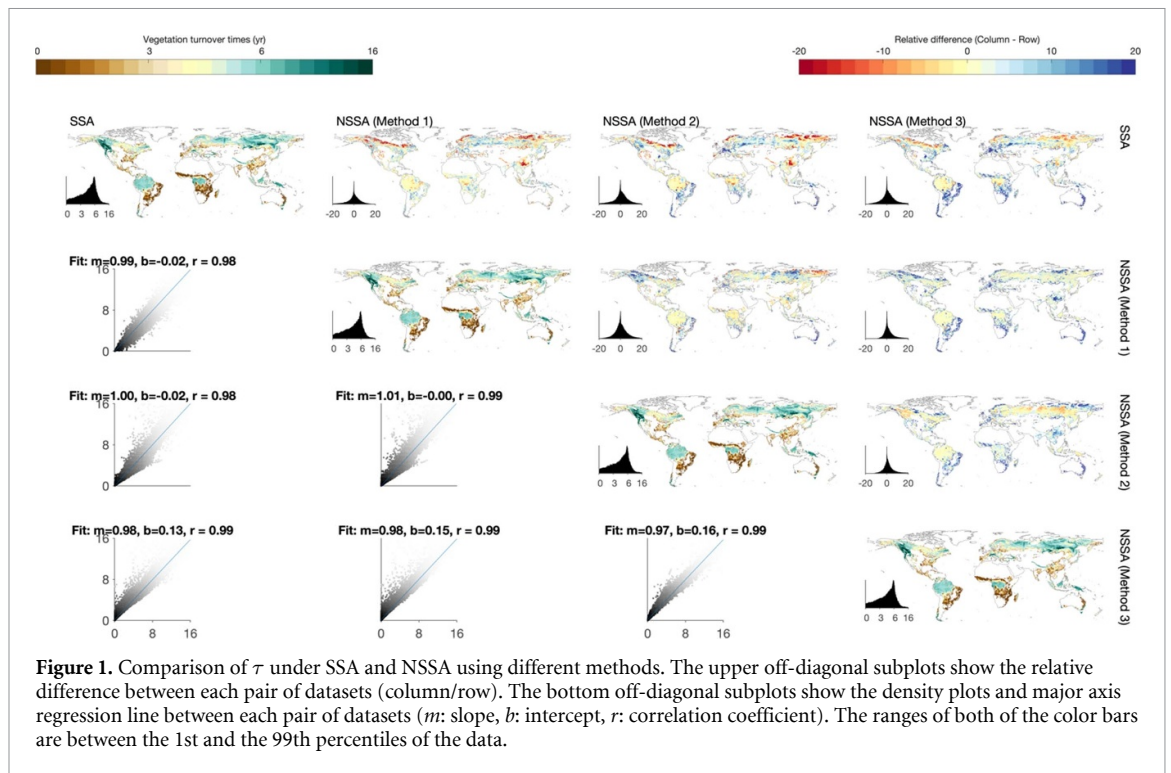 Vegetation turnover times (yr)
0 3 6 16
Relative difference (Column - Row)
-20 -10 0 10 20
SSA
NSSA (Method 1)
NSSA (Method 2)
NSSA (Method 3)
SSA
0 3 6 16
-20 0 20
-20 0 20
-20 0 20
Fit: m=0.99, b=-0.02, r = 0.98
16
8
0
0 3 6 16
-20 0 20
-20 0 20
NSSA (Method 1)
Fit: m=1.00, b=-0.02, r = 0.98
16
8
0
Fit: m=1.01, b=-0.00, r = 0.99
0 3 6 16
-20 0 20
NSSA (Method 2)
Fit: m=0.98, b=0.13, r = 0.99
16
8
0
0 8 16
Fit: m=0.98, b=0.15, r = 0.99
0 8 16
Fit: m=0.97, b=0.16, r = 0.99
0 8 16
0 3 6 16
NSSA (Method 3)
Figure 1. Comparison of τ under SSA and NSSA using different methods. The upper off-diagonal subplots show the relative
difference between each pair of datasets (column/row). The bottom off-diagonal subplots show the density plots and major axis
regression line between each pair of datasets (m: slope, b: intercept, r: correlation coefficient). The ranges of both of the color bars
are between the 1st and the 99th percentiles of the data.